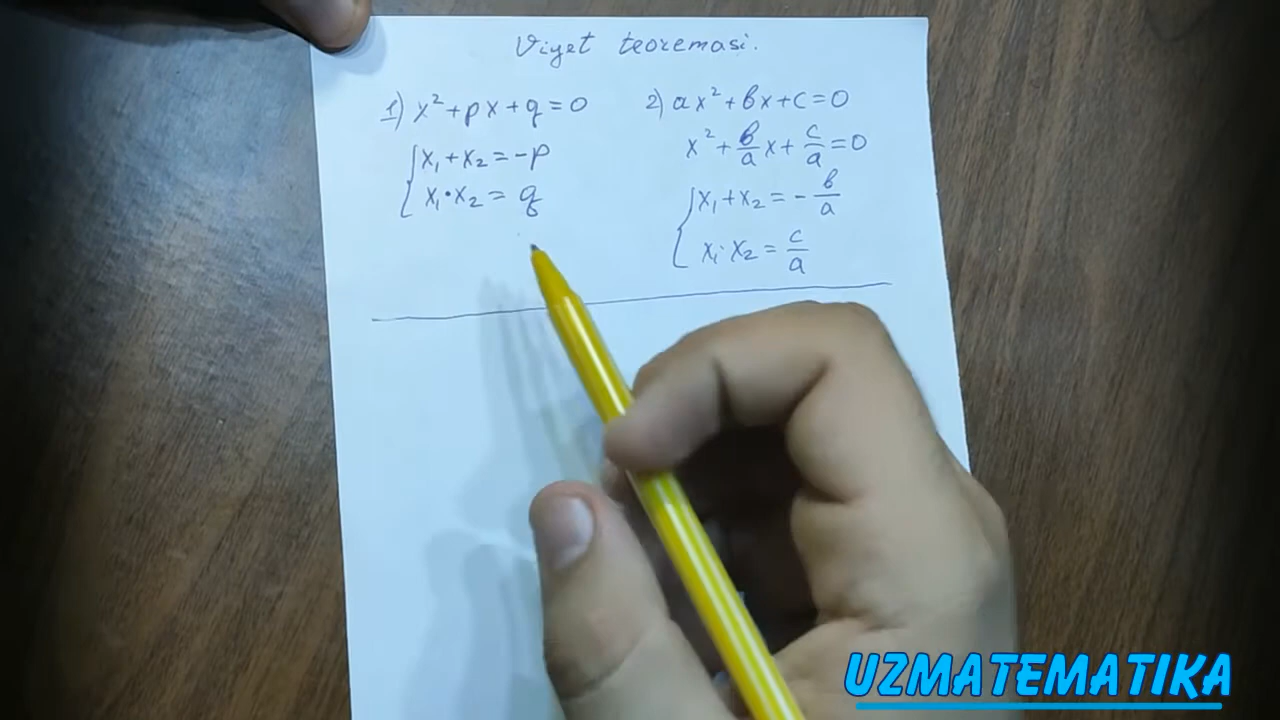 Viyet teoremasi.
1) x² + px + q = 0
x₁ + x₂ = -p
x₁ • x₂ = q
2) ax² + bx + c = 0
x² + b/a x + c/a = 0
x₁ + x₂ = - b/a
x₁ · x₂ = c/a
UZMATEMATIKA